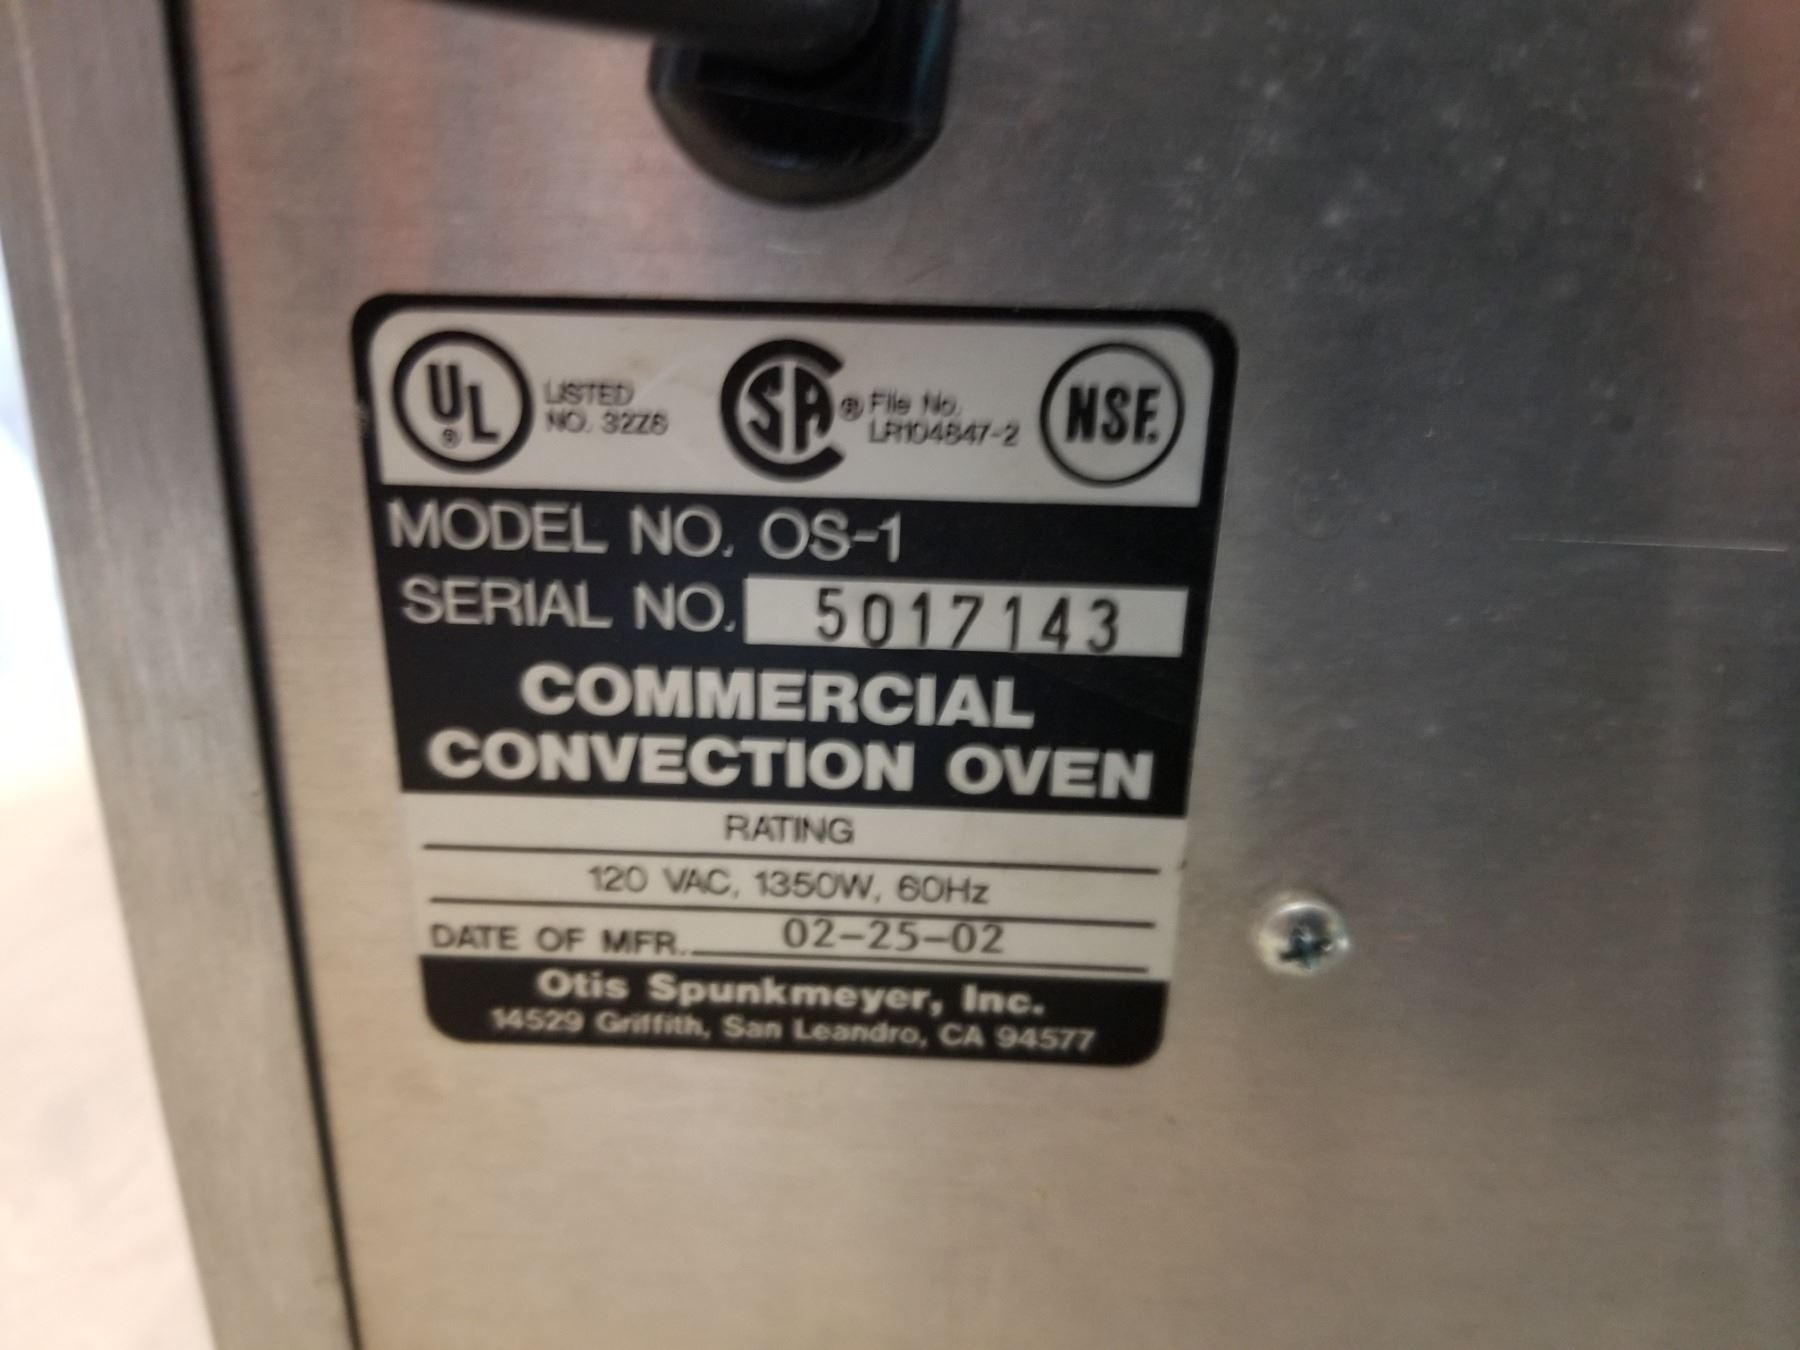 UL® LISTED
NO. 32Z6
SA® File No.
LR104647-2
NSF.
MODEL NO. OS-1
SERIAL NO. 5017143
COMMERCIAL
CONVECTION OVEN
RATING
120 VAC, 1350W, 60Hz
DATE OF MFR. 02-25-02
Otis Spunkmeyer, Inc.
14529 Griffith, San Leandro, CA 94577